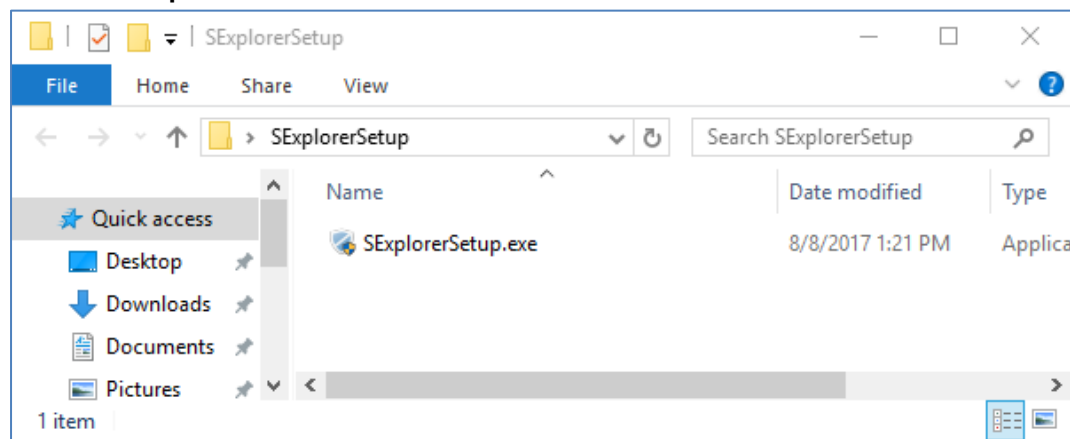 SExplorerSetup
File Home Share View
SExplorerSetup Search SExplorerSetup
Name Date modified Type
Quick access
SExplorerSetup.exe 8/8/2017 1:21 PM Applica
Desktop
Downloads
Documents
Pictures
1 item